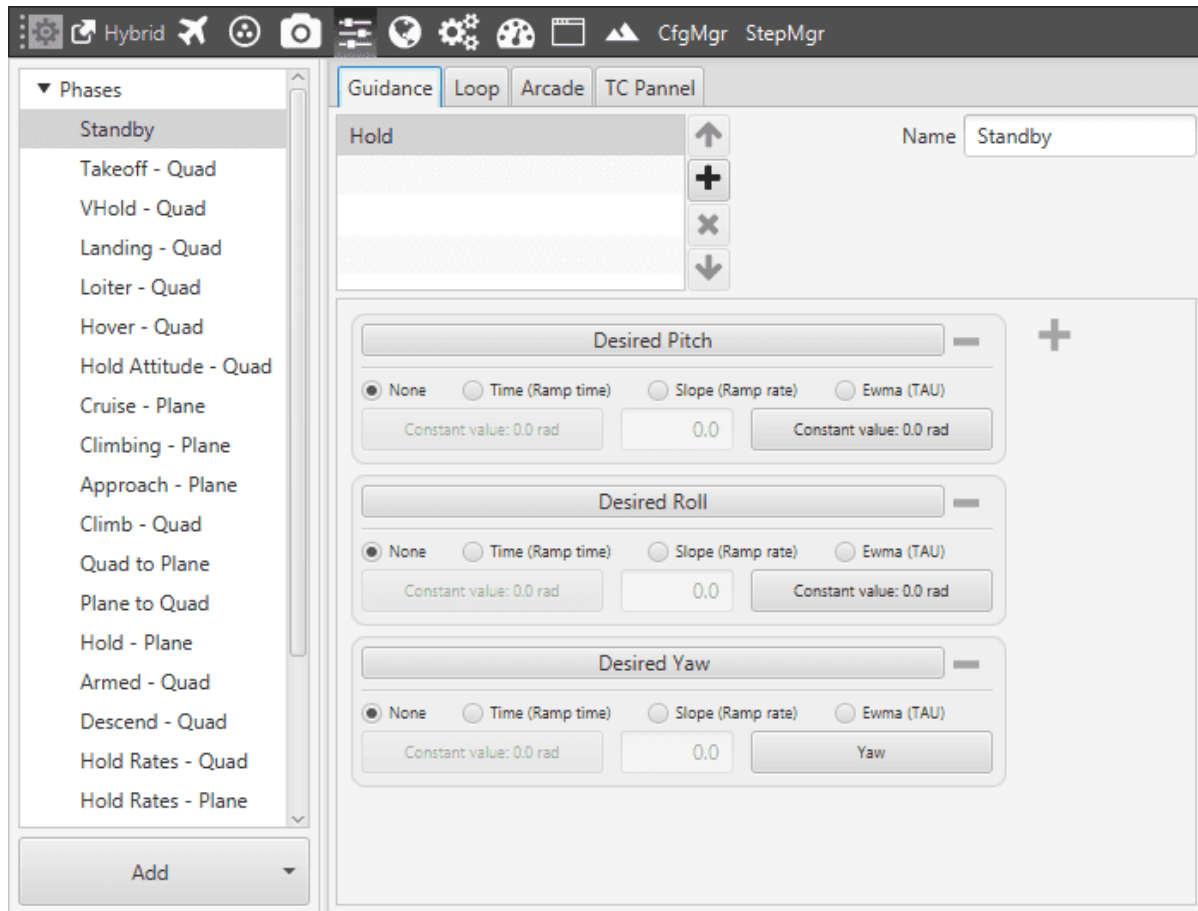 Hybrid CfgMgr StepMgr
Phases
Standby
Takeoff - Quad
VHold - Quad
Landing - Quad
Loiter - Quad
Hover - Quad
Hold Attitude - Quad
Cruise - Plane
Climbing - Plane
Approach - Plane
Climb - Quad
Quad to Plane
Plane to Quad
Hold - Plane
Armed - Quad
Descend - Quad
Hold Rates - Quad
Hold Rates - Plane
Add
Guidance Loop Arcade TC Pannel
Hold
Name Standby
Desired Pitch
None Time (Ramp time) Slope (Ramp rate) Ewma (TAU)
Constant value: 0.0 rad 0.0 Constant value: 0.0 rad
Desired Roll
None Time (Ramp time) Slope (Ramp rate) Ewma (TAU)
Constant value: 0.0 rad 0.0 Constant value: 0.0 rad
Desired Yaw
None Time (Ramp time) Slope (Ramp rate) Ewma (TAU)
Constant value: 0.0 rad 0.0 Yaw